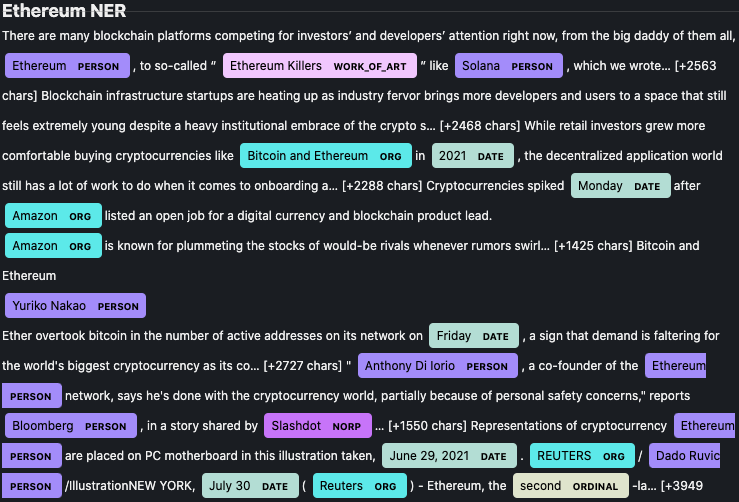 Ethereum NER
There are many blockchain platforms competing for investors’ and developers’ attention right now, from the big daddy of them all,
Ethereum PERSON , to so-called “ Ethereum Killers WORK_OF_ART ” like Solana PERSON , which we wrote… [+2563
chars] Blockchain infrastructure startups are heating up as industry fervor brings more developers and users to a space that still
feels extremely young despite a heavy institutional embrace of the crypto s… [+2468 chars] While retail investors grew more
comfortable buying cryptocurrencies like Bitcoin and Ethereum ORG in 2021 DATE , the decentralized application world
still has a lot of work to do when it comes to onboarding a… [+2288 chars] Cryptocurrencies spiked Monday DATE after
Amazon ORG listed an open job for a digital currency and blockchain product lead.
Amazon ORG is known for plummeting the stocks of would-be rivals whenever rumors swirl… [+1425 chars] Bitcoin and
Ethereum
Yuriko Nakao PERSON
Ether overtook bitcoin in the number of active addresses on its network on Friday DATE , a sign that demand is faltering for
the world's biggest cryptocurrency as its co… [+2727 chars] " Anthony Di Iorio PERSON , a co-founder of the Ethereum
PERSON network, says he's done with the cryptocurrency world, partially because of personal safety concerns," reports
Bloomberg PERSON , in a story shared by Slashdot NORP … [+1550 chars] Representations of cryptocurrency Ethereum
PERSON are placed on PC motherboard in this illustration taken, June 29, 2021 DATE . REUTERS ORG / Dado Ruvic
PERSON /IllustrationNEW YORK, July 30 DATE ( Reuters ORG ) - Ethereum, the second ORDINAL -la… [+3949